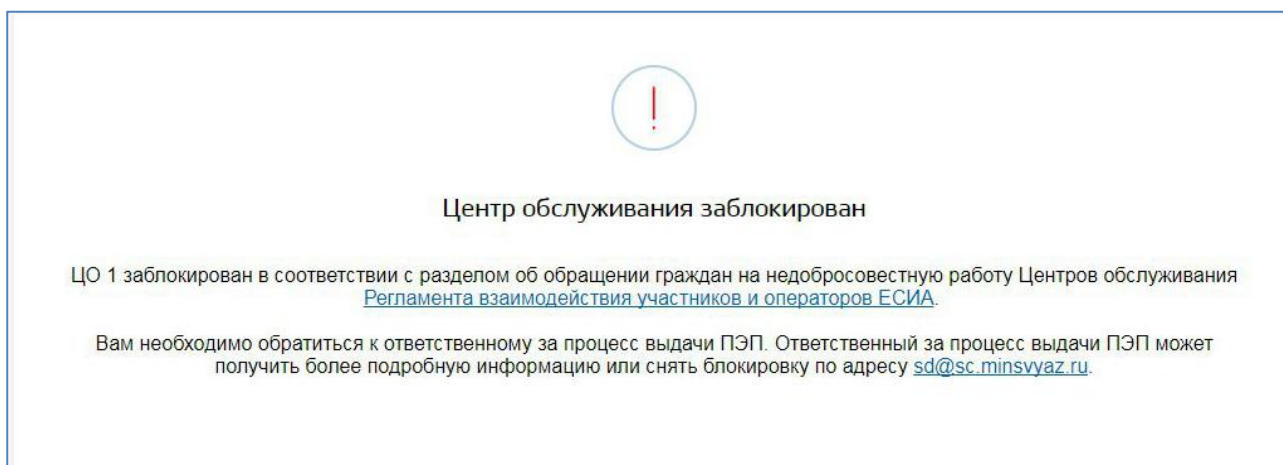 !
Центр обслуживания заблокирован
ЦО 1 заблокирован в соответствии с разделом об обращении граждан на недобросовестную работу Центров обслуживания
Регламента взаимодействия участников и операторов ЕСИА.
Вам необходимо обратиться к ответственному за процесс выдачи ПЭП. Ответственный за процесс выдачи ПЭП может
получить более подробную информацию или снять блокировку по адресу sd@sc.minsvyaz.ru.